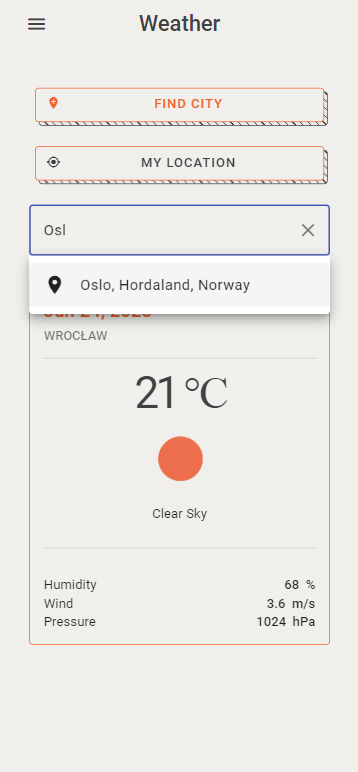 Weather
FIND CITY
MY LOCATION
Osl
Oslo, Hordaland, Norway
WROCŁAW
21 °C
Clear Sky
Humidity 68 %
Wind 3.6 m/s
Pressure 1024 hPa